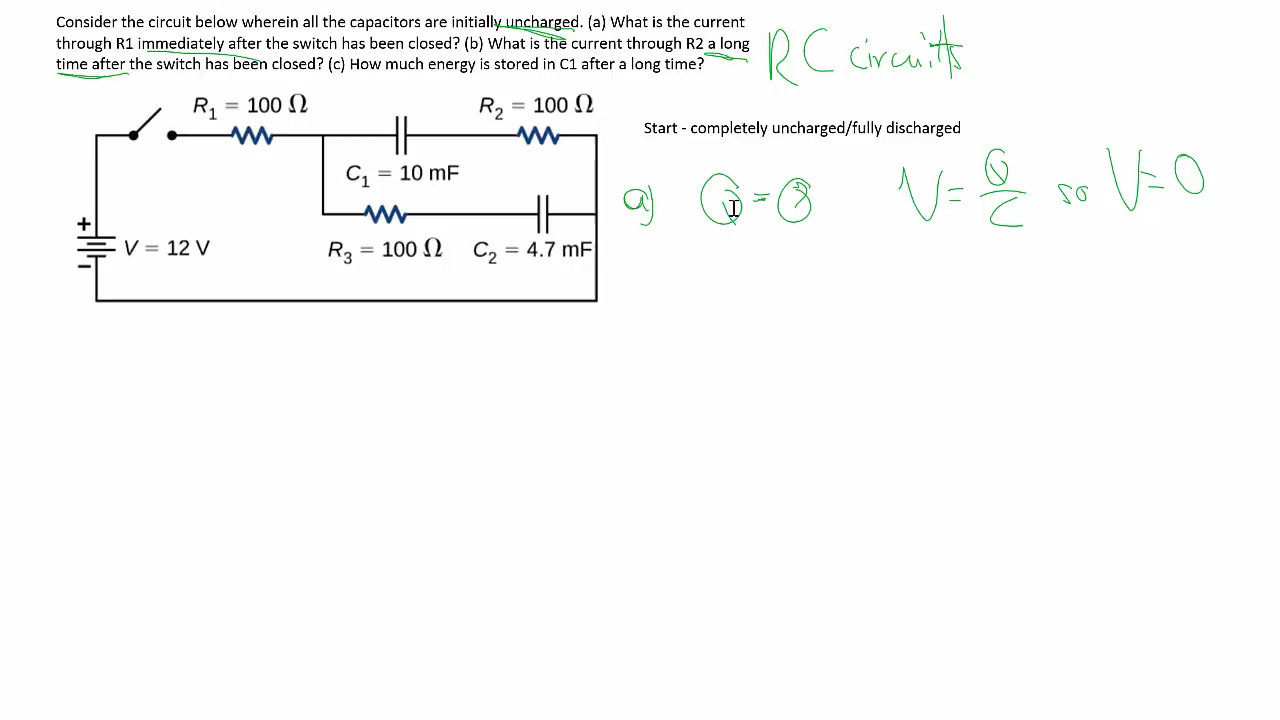 Consider the circuit below wherein all the capacitors are initially uncharged. (a) What is the current
through R1 immediately after the switch has been closed? (b) What is the current through R2 a long
time after the switch has been closed? (c) How much energy is stored in C1 after a long time?
RC circuits
R1 = 100 Ω
R2 = 100 Ω
Start - completely uncharged/fully discharged
C1 = 10 mF
a) Q = 0 V = Q/C so V = 0
+
V = 12 V
R3 = 100 Ω
C2 = 4.7 mF
−